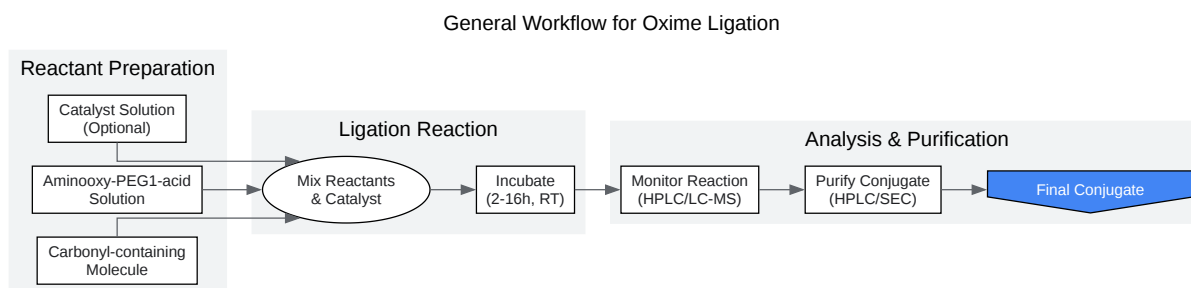 General Workflow for Oxime Ligation
Reactant Preparation
Catalyst Solution
(Optional)
Aminooxy-PEG1-acid
Solution
Carbonyl-containing
Molecule
Ligation Reaction
Mix Reactants
& Catalyst
Incubate
(2-16h, RT)
Analysis & Purification
Monitor Reaction
(HPLC/LC-MS)
Purify Conjugate
(HPLC/SEC)
Final Conjugate